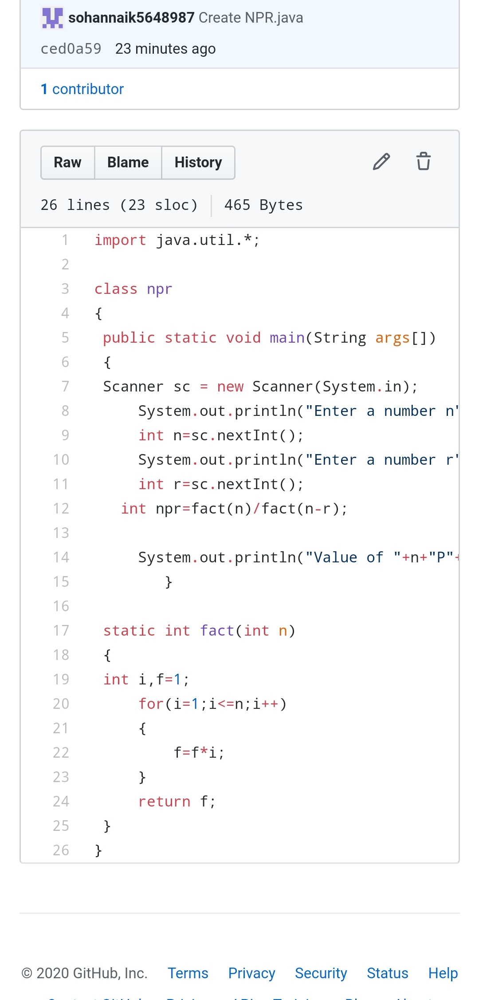 sohannaik5648987 Create NPR.java
ced0a59 23 minutes ago
1 contributor
Raw Blame History
26 lines (23 sloc) 465 Bytes
1 import java.util.*;
2
3 class npr
4 {
5 public static void main(String args[])
6 {
7 Scanner sc = new Scanner(System.in);
8 System.out.println("Enter a number n"
9 int n=sc.nextInt();
10 System.out.println("Enter a number r"
11 int r=sc.nextInt();
12 int npr=fact(n)/fact(n-r);
13
14 System.out.println("Value of "+n+"P"+
15 }
16
17 static int fact(int n)
18 {
19 int i,f=1;
20 for(i=1;i<=n;i++)
21 {
22 f=f*i;
23 }
24 return f;
25 }
26 }
© 2020 GitHub, Inc. Terms Privacy Security Status Help